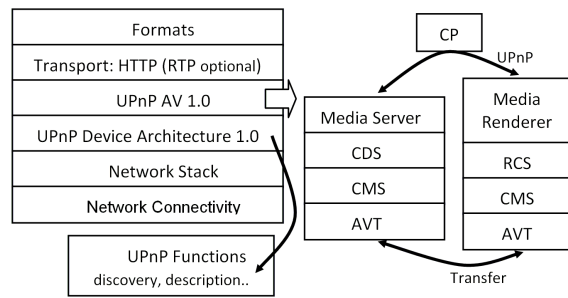 Formats
Transport: HTTP (RTP optional)
UPnP AV 1.0
UPnP Device Architecture 1.0
Network Stack
Network Connectivity
UPnP Functions
discovery, description..
CP
UPnP
Media Server
CDS
CMS
AVT
Media
Renderer
RCS
CMS
AVT
Transfer